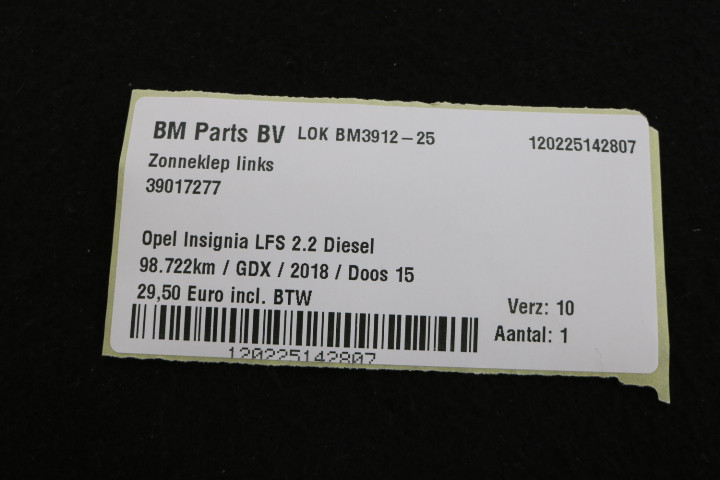 BM Parts BV LOK BM3912-25 120225142807
Zonneklep links
39017277
Opel Insignia LFS 2.2 Diesel
98.722km / GDX / 2018 / Doos 15
29,50 Euro incl. BTW
Verz: 10
Aantal: 1
120225142807